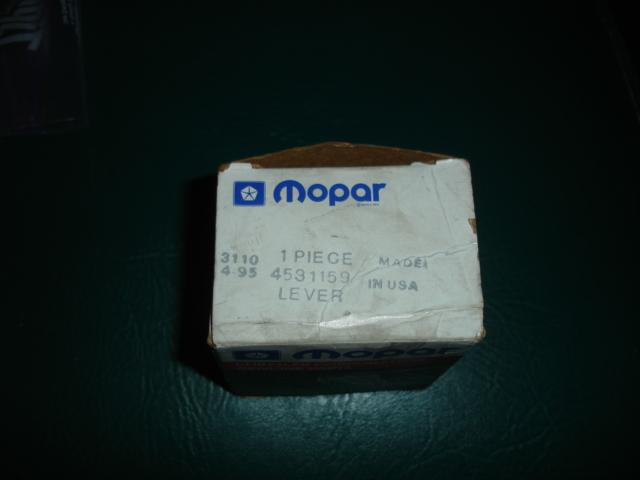 Mopar
3110 1 PIECE MADE
4-95 4531159 IN USA
LEVER
Mopar